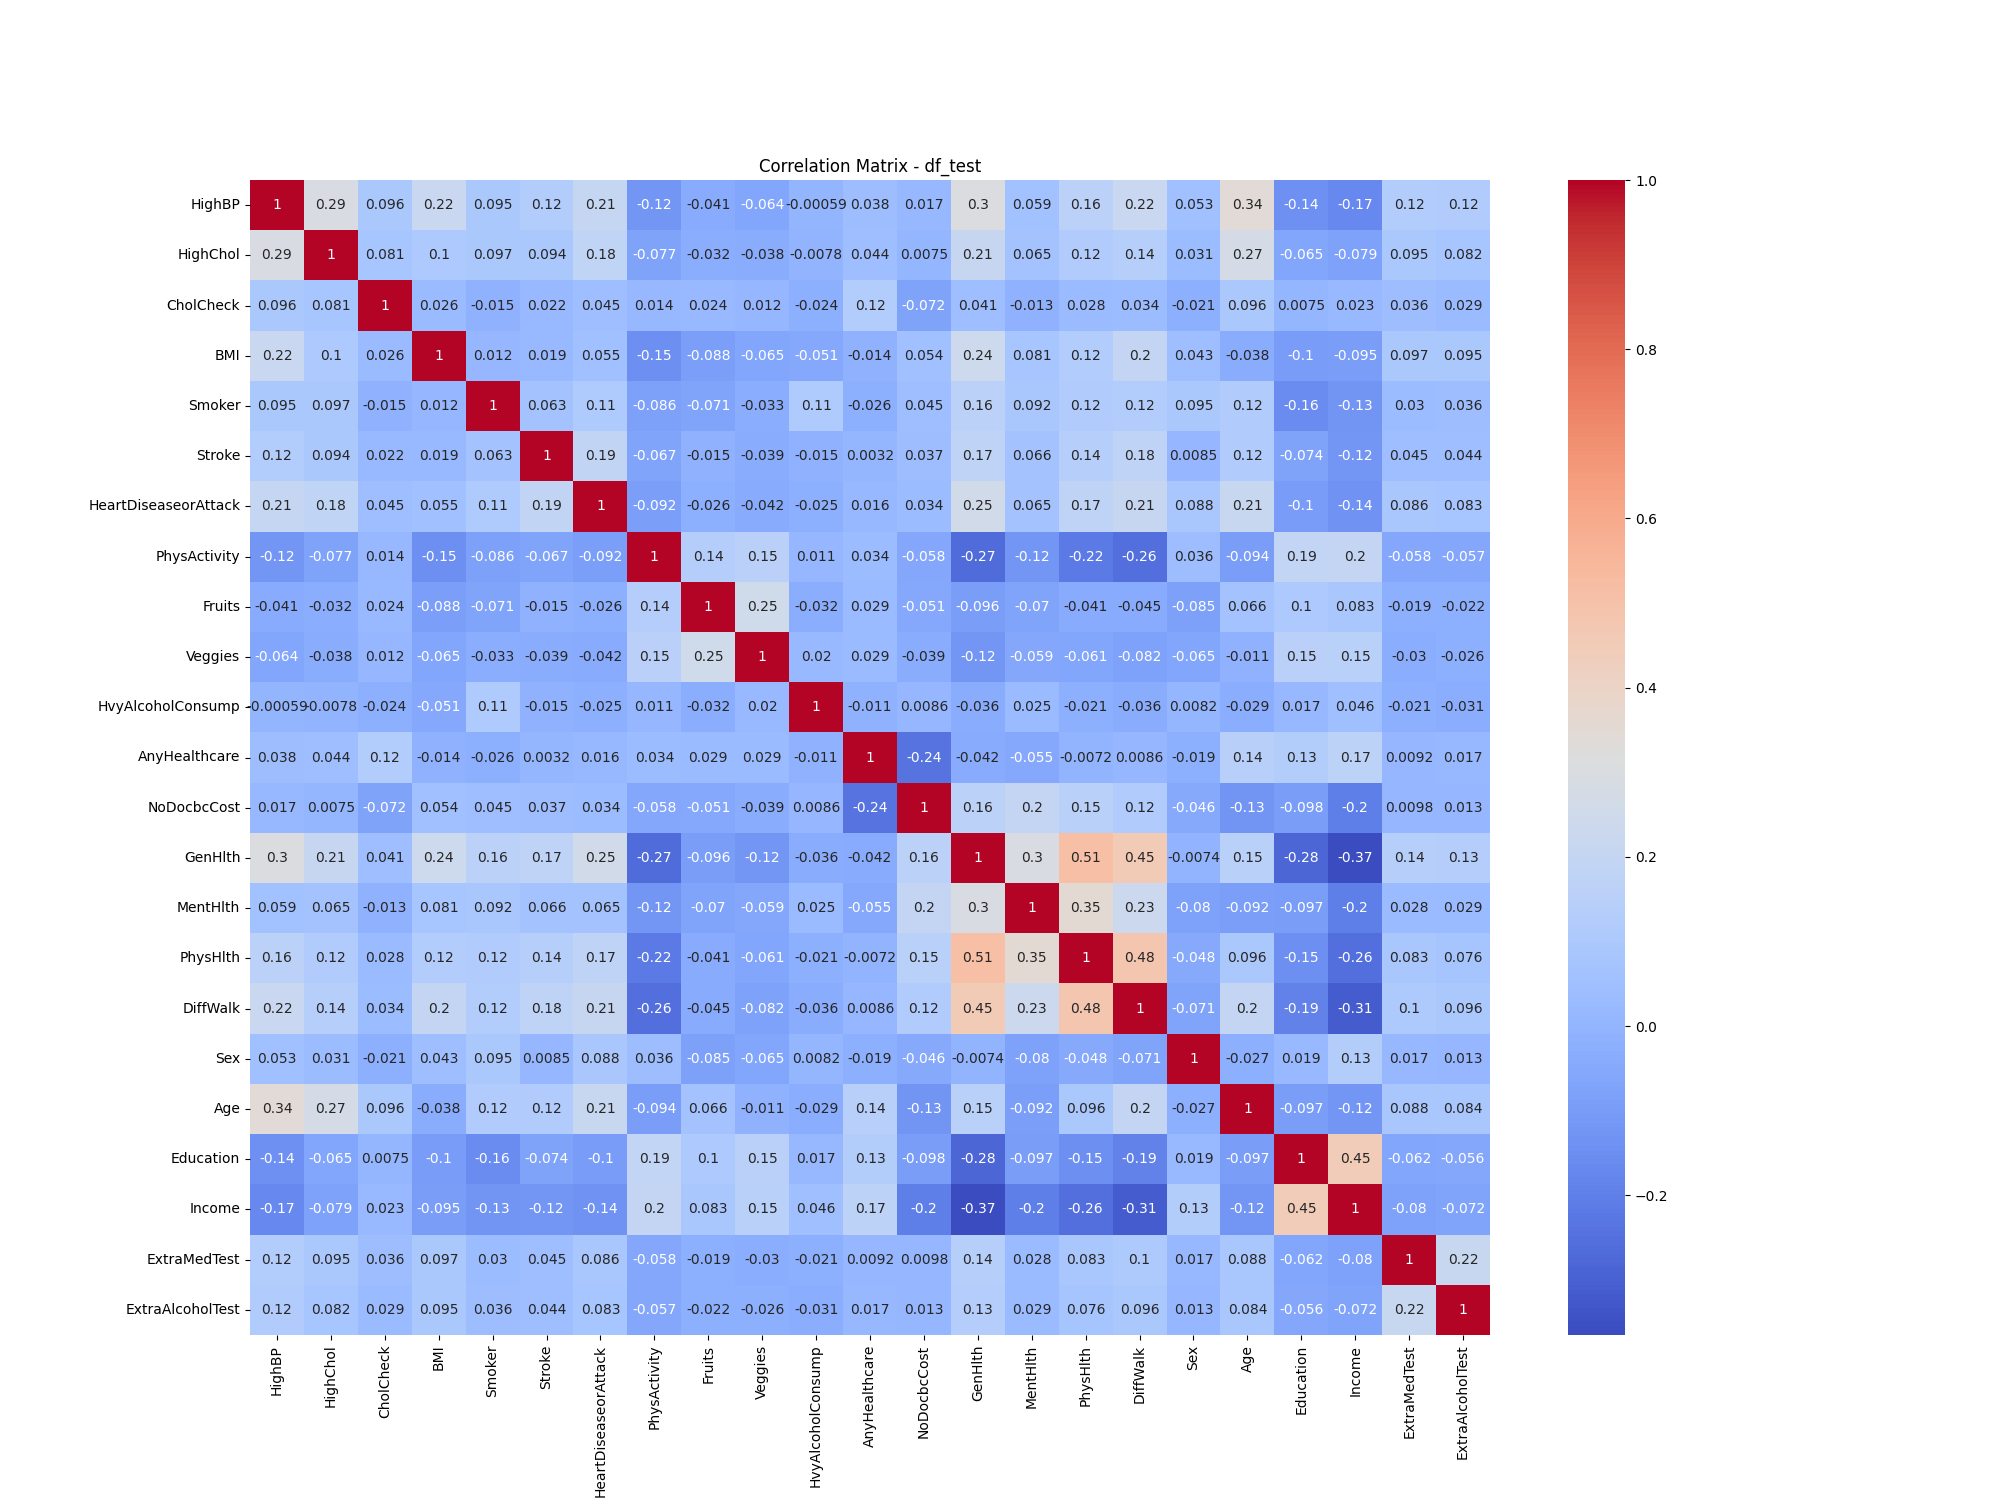 Correlation Matrix - df_test
HighBP 1 0.29 0.096 0.22 0.095 0.12 0.21 -0.12 -0.041 -0.064 -0.00059 0.038 0.017 0.3 0.059 0.16 0.22 0.053 0.34 -0.14 -0.17 0.12 0.12
HighChol 0.29 1 0.081 0.1 0.097 0.094 0.18 -0.077 -0.032 -0.038 -0.0078 0.044 0.0075 0.21 0.065 0.12 0.14 0.031 0.27 -0.065 -0.079 0.095 0.082
CholCheck 0.096 0.081 1 0.026 -0.015 0.022 0.045 0.014 0.024 0.012 -0.024 0.12 -0.072 0.041 -0.013 0.028 0.034 -0.021 0.096 0.0075 0.023 0.036 0.029
BMI 0.22 0.1 0.026 1 0.012 0.019 0.055 -0.15 -0.088 -0.065 -0.051 -0.014 0.054 0.24 0.081 0.12 0.2 0.043 -0.038 -0.1 -0.095 0.097 0.095
Smoker 0.095 0.097 -0.015 0.012 1 0.063 0.11 -0.086 -0.071 -0.033 0.11 -0.026 0.045 0.16 0.092 0.12 0.12 0.095 0.12 -0.16 -0.13 0.03 0.036
Stroke 0.12 0.094 0.022 0.019 0.063 1 0.19 -0.067 -0.015 -0.039 -0.015 0.0032 0.037 0.17 0.066 0.14 0.18 0.0085 0.12 -0.074 -0.12 0.045 0.044
HeartDiseaseorAttack 0.21 0.18 0.045 0.055 0.11 0.19 1 -0.092 -0.026 -0.042 -0.025 0.016 0.034 0.25 0.065 0.17 0.21 0.088 0.21 -0.1 -0.14 0.086 0.083
PhysActivity -0.12 -0.077 0.014 -0.15 -0.086 -0.067 -0.092 1 0.14 0.15 0.011 0.034 -0.058 -0.27 -0.12 -0.22 -0.26 0.036 -0.094 0.19 0.2 -0.058 -0.057
Fruits -0.041 -0.032 0.024 -0.088 -0.071 -0.015 -0.026 0.14 1 0.25 -0.032 0.029 -0.051 -0.096 -0.07 -0.041 -0.045 -0.085 0.066 0.1 0.083 -0.019 -0.022
Veggies -0.064 -0.038 0.012 -0.065 -0.033 -0.039 -0.042 0.15 0.25 1 0.02 0.029 -0.039 -0.12 -0.059 -0.061 -0.082 -0.065 -0.011 0.15 0.15 -0.03 -0.026
HvyAlcoholConsump -0.00059 -0.0078 -0.024 -0.051 0.11 -0.015 -0.025 0.011 -0.032 0.02 1 -0.011 0.0086 -0.036 0.025 -0.021 -0.036 0.0082 -0.029 0.017 0.046 -0.021 -0.031
AnyHealthcare 0.038 0.044 0.12 -0.014 -0.026 0.0032 0.016 0.034 0.029 0.029 -0.011 1 -0.24 -0.042 -0.055 -0.0072 0.0086 -0.019 0.14 0.13 0.17 0.0092 0.017
NoDocbcCost 0.017 0.0075 -0.072 0.054 0.045 0.037 0.034 -0.058 -0.051 -0.039 0.0086 -0.24 1 0.16 0.2 0.15 0.12 -0.046 -0.13 -0.098 -0.2 0.0098 0.013
GenHlth 0.3 0.21 0.041 0.24 0.16 0.17 0.25 -0.27 -0.096 -0.12 -0.036 -0.042 0.16 1 0.3 0.51 0.45 -0.0074 0.15 -0.28 -0.37 0.14 0.13
MentHlth 0.059 0.065 -0.013 0.081 0.092 0.066 0.065 -0.12 -0.07 -0.059 0.025 -0.055 0.2 0.3 1 0.35 0.23 -0.08 -0.092 -0.097 -0.2 0.028 0.029
PhysHlth 0.16 0.12 0.028 0.12 0.12 0.14 0.17 -0.22 -0.041 -0.061 -0.021 -0.0072 0.15 0.51 0.35 1 0.48 -0.048 0.096 -0.15 -0.26 0.083 0.076
DiffWalk 0.22 0.14 0.034 0.2 0.12 0.18 0.21 -0.26 -0.045 -0.082 -0.036 0.0086 0.12 0.45 0.23 0.48 1 -0.071 0.2 -0.19 -0.31 0.1 0.096
Sex 0.053 0.031 -0.021 0.043 0.095 0.0085 0.088 0.036 -0.085 -0.065 0.0082 -0.019 -0.046 -0.0074 -0.08 -0.048 -0.071 1 -0.027 0.019 0.13 0.017 0.013
Age 0.34 0.27 0.096 -0.038 0.12 0.12 0.21 -0.094 0.066 -0.011 -0.029 0.14 -0.13 0.15 -0.092 0.096 0.2 -0.027 1 -0.097 -0.12 0.088 0.084
Education -0.14 -0.065 0.0075 -0.1 -0.16 -0.074 -0.1 0.19 0.1 0.15 0.017 0.13 -0.098 -0.28 -0.097 -0.15 -0.19 0.019 -0.097 1 0.45 -0.062 -0.056
Income -0.17 -0.079 0.023 -0.095 -0.13 -0.12 -0.14 0.2 0.083 0.15 0.046 0.17 -0.2 -0.37 -0.2 -0.26 -0.31 0.13 -0.12 0.45 1 -0.08 -0.072
ExtraMedTest 0.12 0.095 0.036 0.097 0.03 0.045 0.086 -0.058 -0.019 -0.03 -0.021 0.0092 0.0098 0.14 0.028 0.083 0.1 0.017 0.088 -0.062 -0.08 1 0.22
ExtraAlcoholTest 0.12 0.082 0.029 0.095 0.036 0.044 0.083 -0.057 -0.022 -0.026 -0.031 0.017 0.013 0.13 0.029 0.076 0.096 0.013 0.084 -0.056 -0.072 0.22 1
HighBP
HighChol
CholCheck
BMI
Smoker
Stroke
HeartDiseaseorAttack
PhysActivity
Fruits
Veggies
HvyAlcoholConsump
AnyHealthcare
NoDocbcCost
GenHlth
MentHlth
PhysHlth
DiffWalk
Sex
Age
Education
Income
ExtraMedTest
ExtraAlcoholTest
1.0
0.8
0.6
0.4
0.2
0.0
−0.2